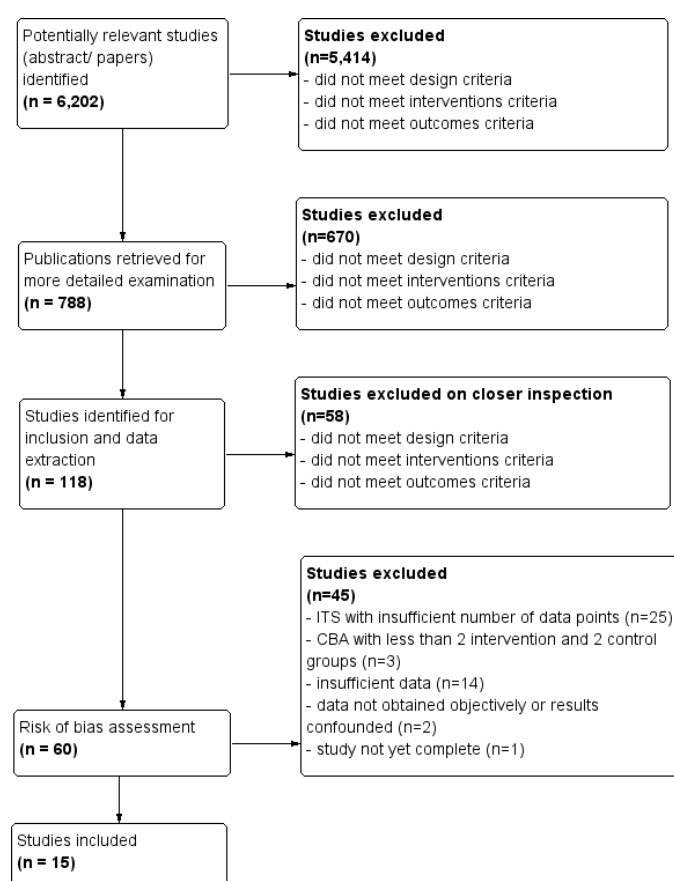 Potentially relevant studies
(abstract/ papers)
identified
(n = 6,202)
Studies excluded
(n=5,414)
- did not meet design criteria
- did not meet interventions criteria
- did not meet outcomes criteria
Publications retrieved for
more detailed examination
(n = 788)
Studies excluded
(n=670)
- did not meet design criteria
- did not meet interventions criteria
- did not meet outcomes criteria
Studies identified for
inclusion and data
extraction
(n = 118)
Studies excluded on closer inspection
(n=58)
- did not meet design criteria
- did not meet interventions criteria
- did not meet outcomes criteria
Studies excluded
(n=45)
- ITS with insufficient number of data points (n=25)
- CBA with less than 2 intervention and 2 control
groups (n=3)
- insufficient data (n=14)
- data not obtained objectively or results
confounded (n=2)
- study not yet complete (n=1)
Risk of bias assessment
(n = 60)
Studies included
(n = 15)